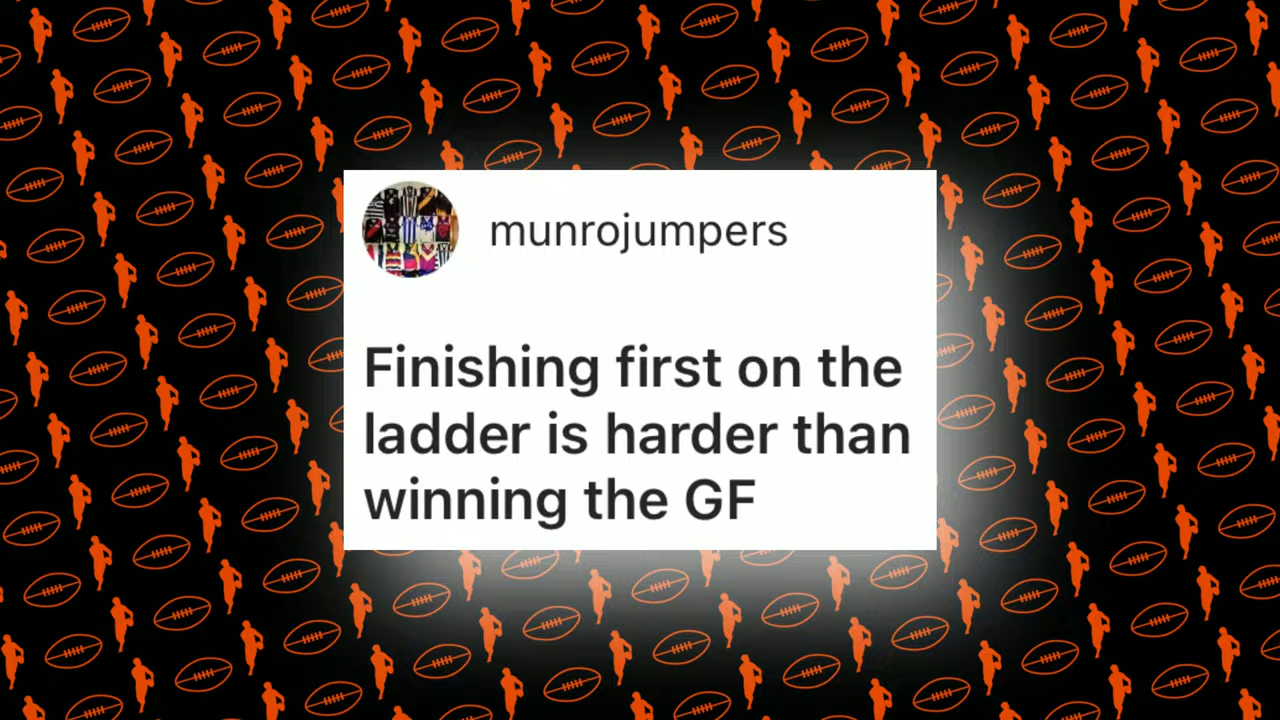 munrojumpers
Finishing first on the
ladder is harder than
winning the GF